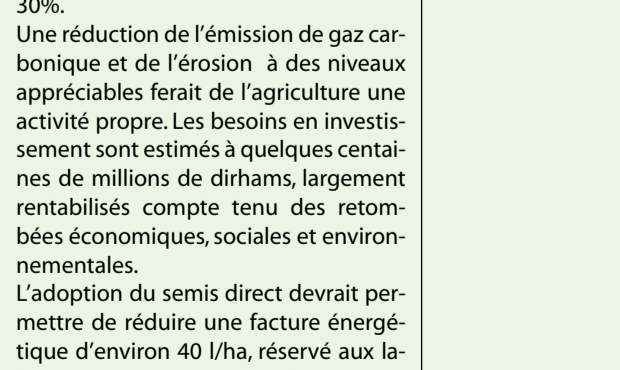 30%.
Une réduction de l'émission de gaz car-
bonique et de l'érosion à des niveaux
appréciables ferait de l'agriculture une
activité propre. Les besoins en investis-
sement sont estimés à quelques centai-
nes de millions de dirhams, largement
rentabilisés compte tenu des retom-
bées économiques, sociales et environ-
nementales.
L'adoption du semis direct devrait per-
mettre de réduire une facture énergé-
tique d'environ 40 l/ha, réservé aux la-